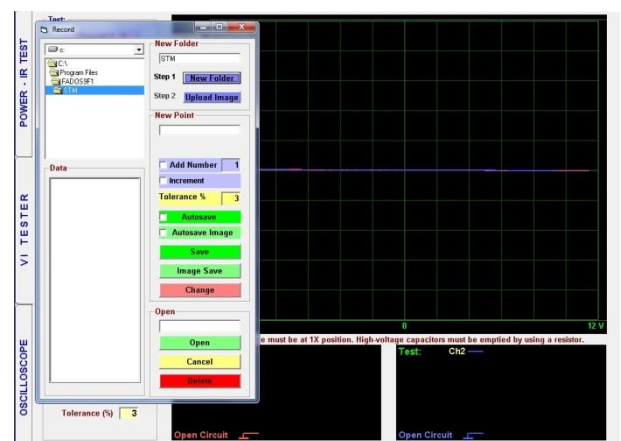 Test:
Record
c:
C:\
Program Files
FADOS9F1
STM
Data
New Folder
STM
Step 1 New Folder
Step 2 Upload Image
New Point
Add Number 1
Increment
Tolerance % 3
Autosave
Autosave Image
Save
Image Save
Change
Open
Open
Cancel
Delete
POWER - IR TEST
VI TESTER
OSCILLOSCOPE
Tolerance (%) 3
0 12 V
e must be at 1X position. High-voltage capacitors must be emptied by using a resistor.
Test: Ch2
Open Circuit
Open Circuit